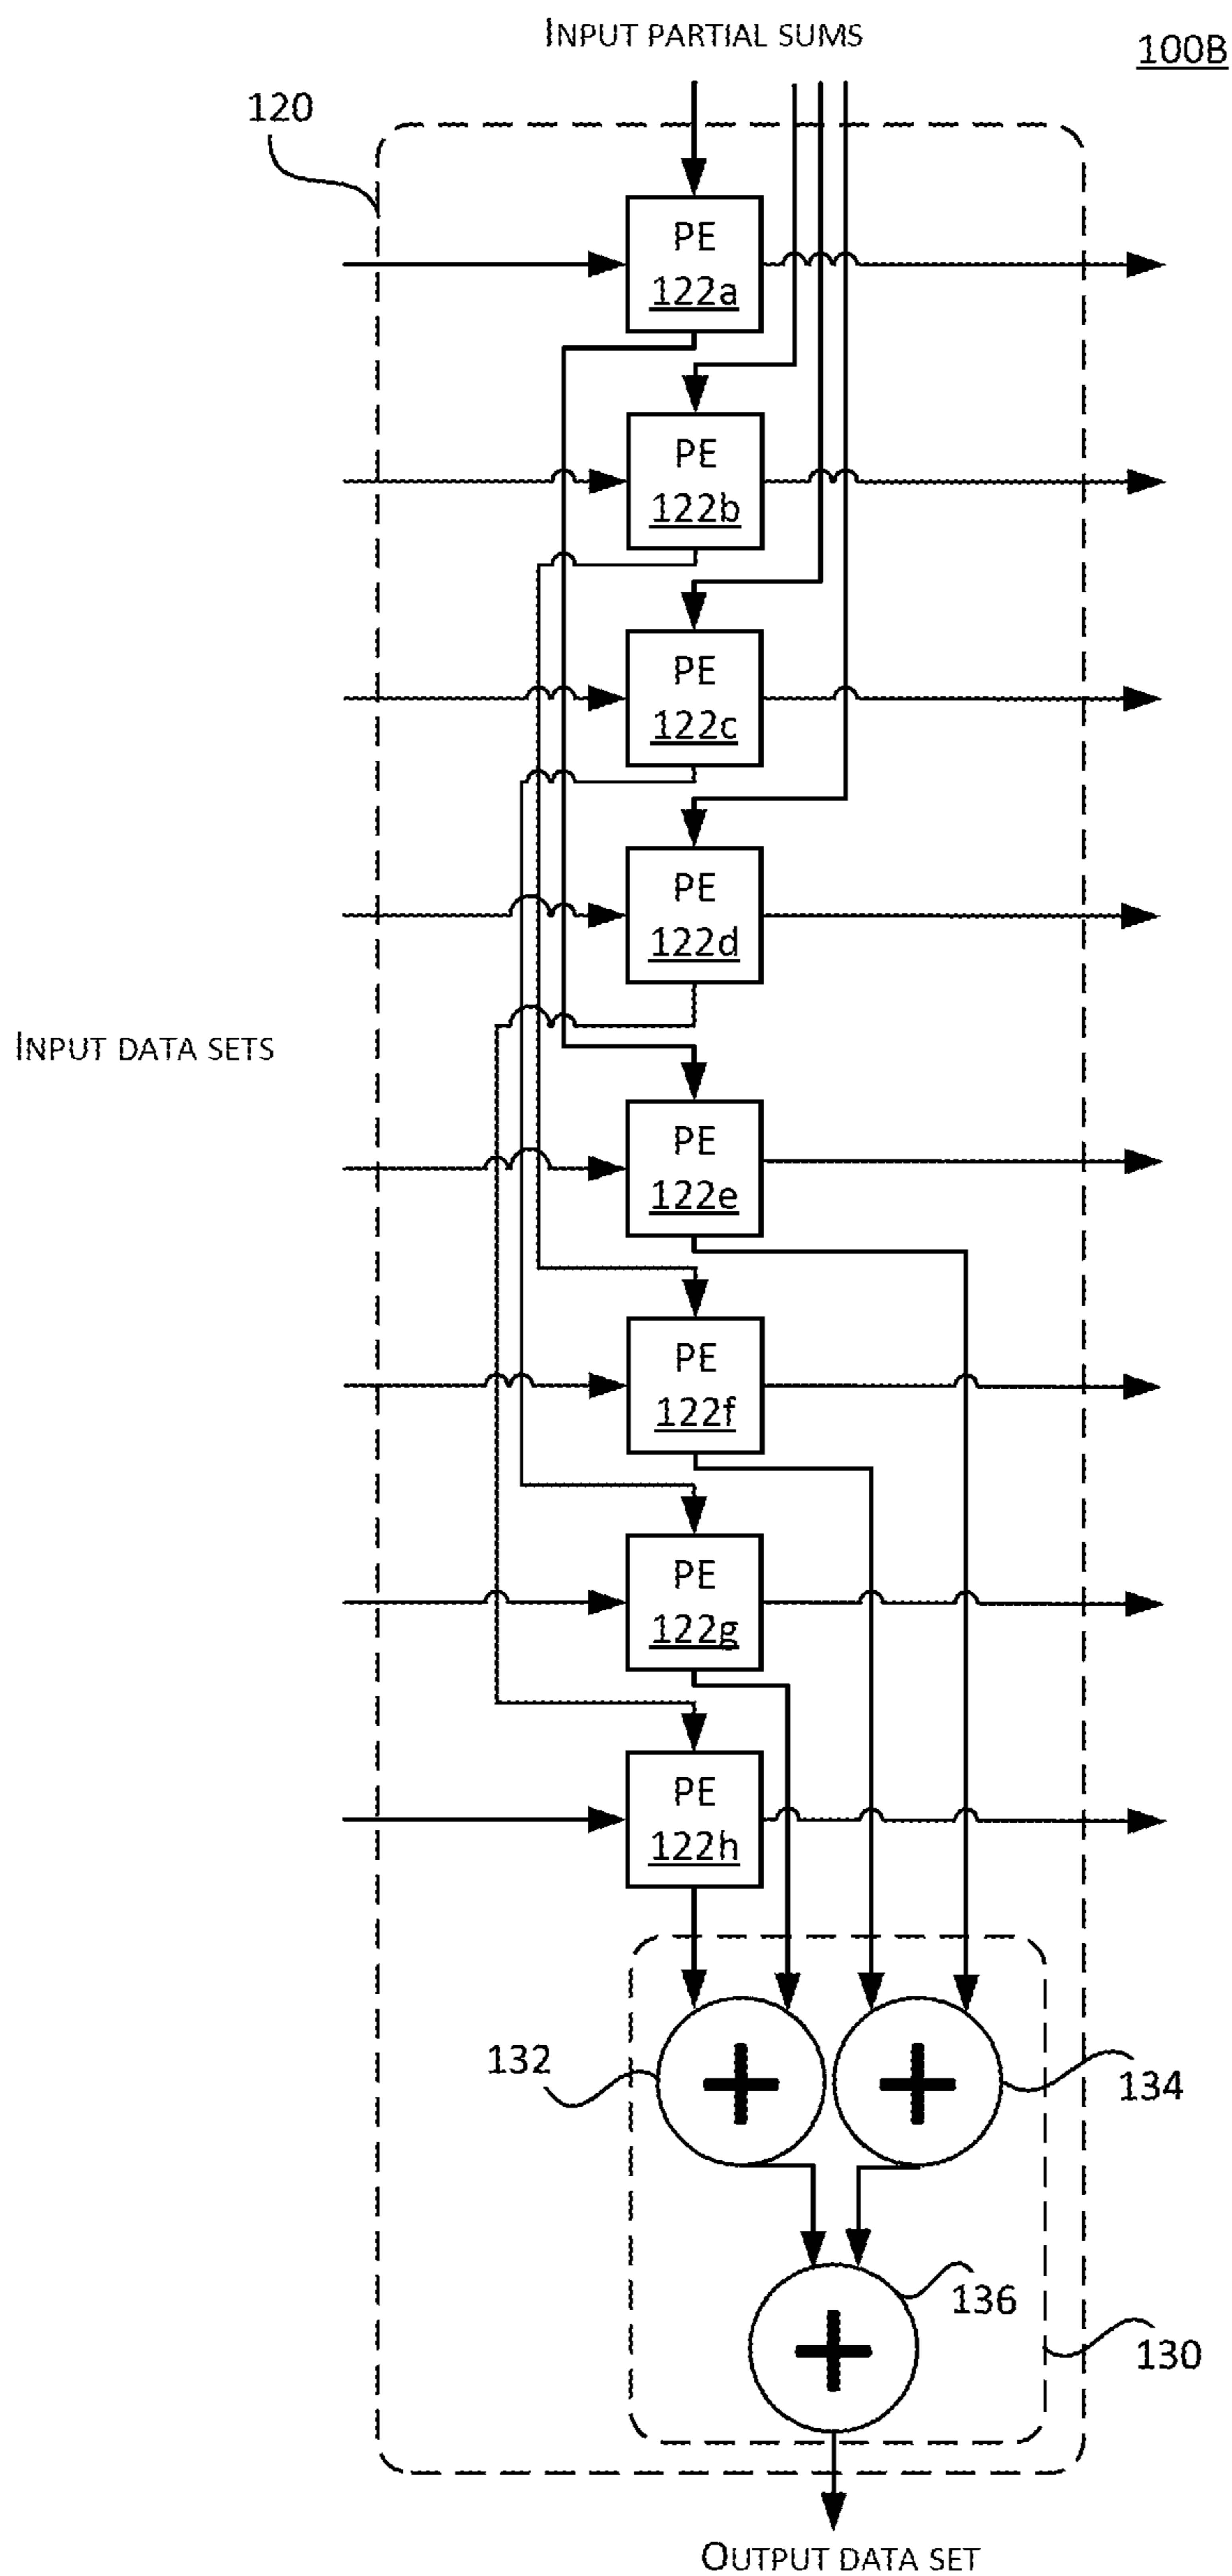 INPUT PARTIAL SUMS
100B
120
PE
122a
PE
122b
PE
122c
PE
122d
INPUT DATA SETS
PE
122e
PE
122f
PE
122g
PE
122h
132
134
136
130
OUTPUT DATA SET